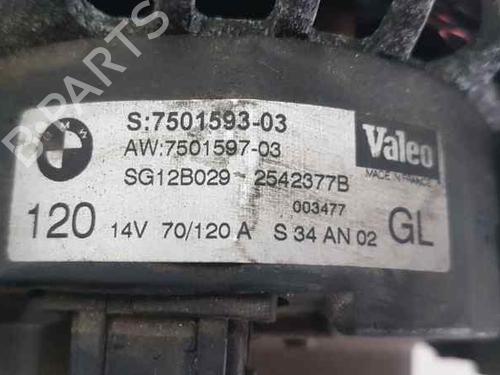 BMW
S:7501593-03
AW:7501597-03
SG12B029-2542377B
Valeo
MADE IN FRANCE
003477
120 14V 70/120 A S 34 AN 02 GL
B-PARTS